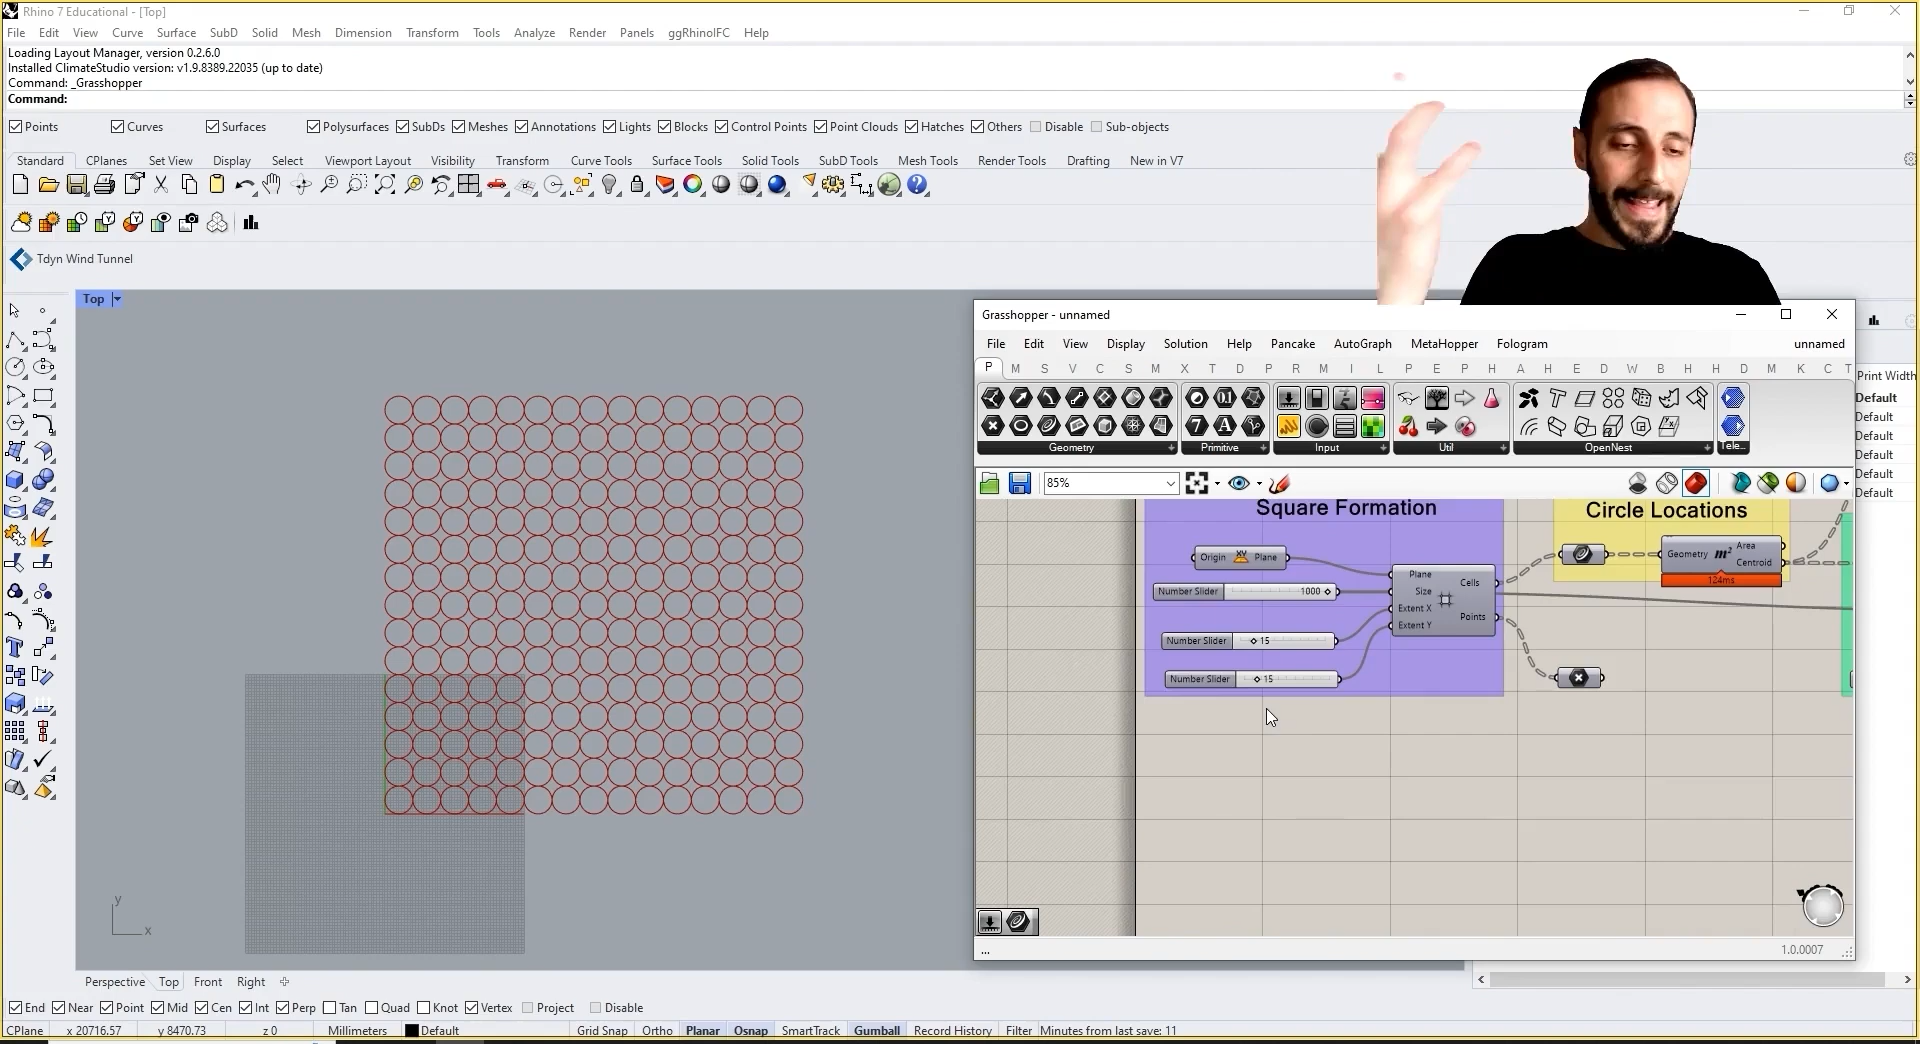 Rhino 7 Educational - [Top]
File Edit View Curve Surface SubD Solid Mesh Dimension Transform Tools Analyze Render Panels ggRhinoIFC Help
Loading Layout Manager, version 0.2.6.0
Installed ClimateStudio version: v1.9.8389.22035 (up to date)
Command: _Grasshopper
Command:
Points Curves Surfaces Polysurfaces SubDs Meshes Annotations Lights Blocks Control Points Point Clouds Hatches Others Disable Sub-objects
Standard CPlanes Set View Display Select Viewport Layout Visibility Transform Curve Tools Surface Tools Solid Tools SubD Tools Mesh Tools Render Tools Drafting New in V7
Tdyn Wind Tunnel
Top
Grasshopper - unnamed
File Edit View Display Solution Help Pancake AutoGraph MetaHopper Fologram unnamed
P M S V C S M X T D P R M I L P E P H A H E D W B H H D M K C T
Print Width
Default
Default
Default
Default
Default
Default
Geometry Primitive Input Util OpenNest Tele...
85%
Square Formation
Circle Locations
Origin XY Plane
Number Slider 1000
Number Slider 15
Number Slider 15
Plane
Size
Extent X
Extent Y
Cells
Points
Geometry m² Area
Centroid
124ms
...
1.0.0007
y
x
Perspective Top Front Right
End Near Point Mid Cen Int Perp Tan Quad Knot Vertex Project Disable
CPlane x 20716.57 y 8470.73 z 0 Millimeters Default Grid Snap Ortho Planar Osnap SmartTrack Gumball Record History Filter Minutes from last save: 11